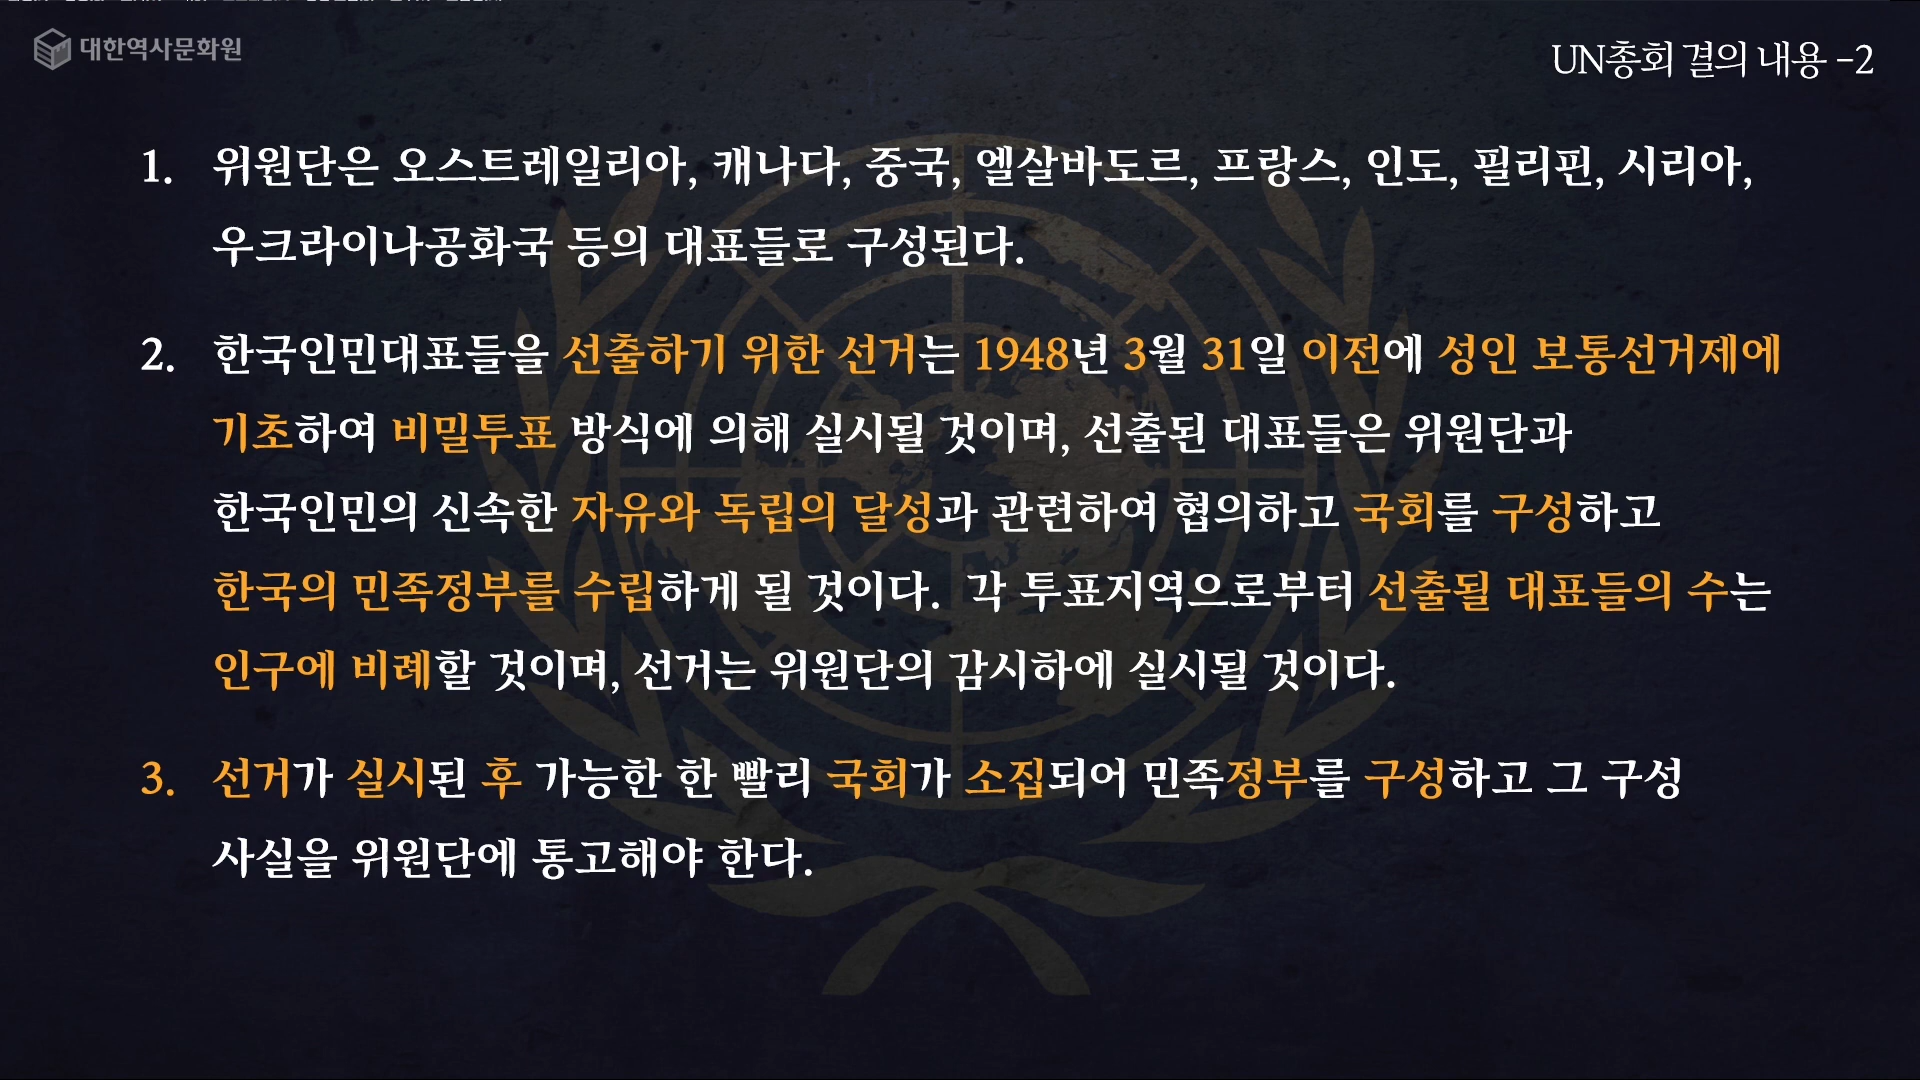 대한역사문화원
UN총회 결의 내용 -2
1. 위원단은 오스트레일리아, 캐나다, 중국, 엘살바도르, 프랑스, 인도, 필리핀, 시리아,
우크라이나공화국 등의 대표들로 구성된다.
2. 한국인민대표들을 선출하기 위한 선거는 1948년 3월 31일 이전에 성인 보통선거제에
기초하여 비밀투표 방식에 의해 실시될 것이며, 선출된 대표들은 위원단과
한국인민의 신속한 자유와 독립의 달성과 관련하여 협의하고 국회를 구성하고
한국의 민족정부를 수립하게 될 것이다. 각 투표지역으로부터 선출될 대표들의 수는
인구에 비례할 것이며, 선거는 위원단의 감시하에 실시될 것이다.
3. 선거가 실시된 후 가능한 한 빨리 국회가 소집되어 민족정부를 구성하고 그 구성
사실을 위원단에 통고해야 한다.